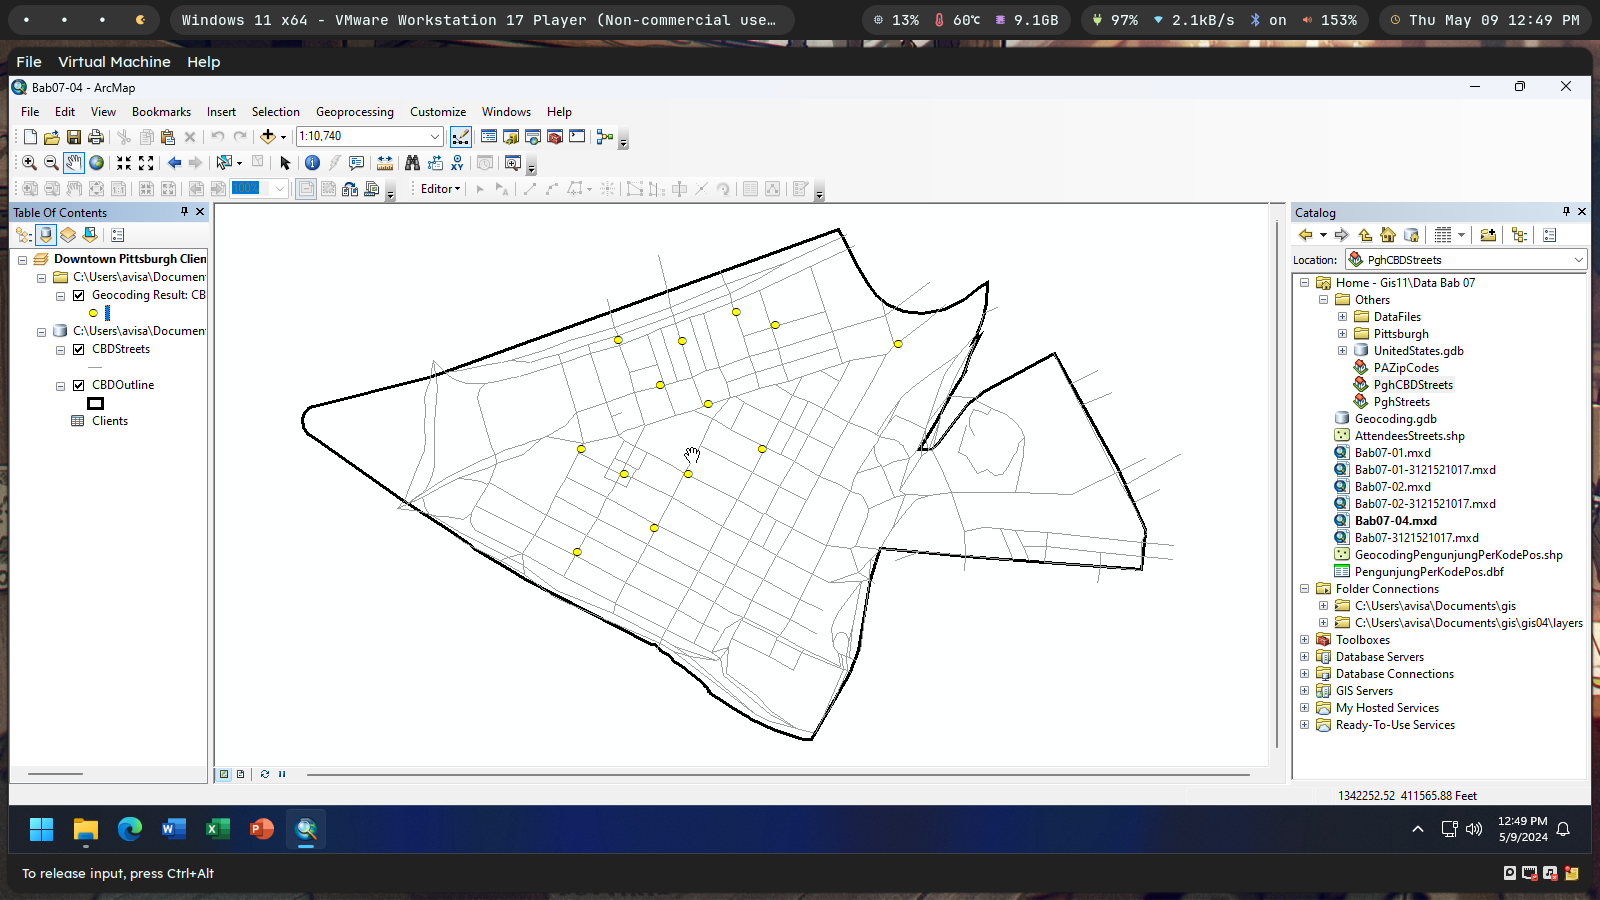 Windows 11 x64 - VMware Workstation 17 Player (Non-commercial use…
13% 60℃ 9.1GB
97% 2.1kB/s on 153%
Thu May 09 12:49 PM
File Virtual Machine Help
Bab07-04 - ArcMap
File Edit View Bookmarks Insert Selection Geoprocessing Customize Windows Help
1:10,740
100%
Editor
Table Of Contents
Downtown Pittsburgh Clien
C:\Users\avisa\Document
Geocoding Result: CB
C:\Users\avisa\Document
CBDStreets
CBDOutline
Clients
Catalog
Location: PghCBDStreets
Home - Gis11\Data Bab 07
Others
DataFiles
Pittsburgh
UnitedStates.gdb
PAZipCodes
PghCBDStreets
PghStreets
Geocoding.gdb
AttendeesStreets.shp
Bab07-01.mxd
Bab07-01-3121521017.mxd
Bab07-02.mxd
Bab07-02-3121521017.mxd
Bab07-04.mxd
Bab07-3121521017.mxd
GeocodingPengunjungPerKodePos.shp
PengunjungPerKodePos.dbf
Folder Connections
C:\Users\avisa\Documents\gis
C:\Users\avisa\Documents\gis\gis04\layers
Toolboxes
Database Servers
Database Connections
GIS Servers
My Hosted Services
Ready-To-Use Services
1342252.52 411565.88 Feet
12:49 PM
5/9/2024
To release input, press Ctrl+Alt